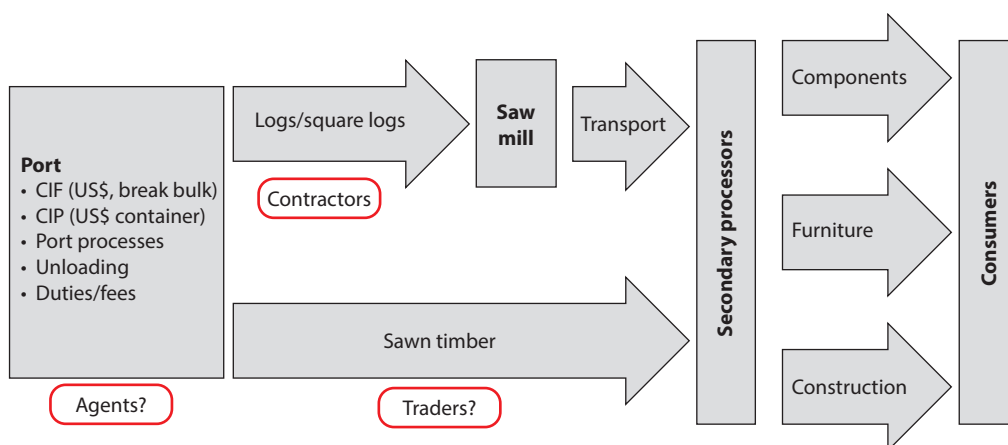 Port
• CIF (US$, break bulk)
• CIP (US$ container)
• Port processes
• Unloading
• Duties/fees
Agents?
Logs/square logs
Contractors
Saw
mill
Transport
Sawn timber
Traders?
Secondary processors
Components
Furniture
Construction
Consumers